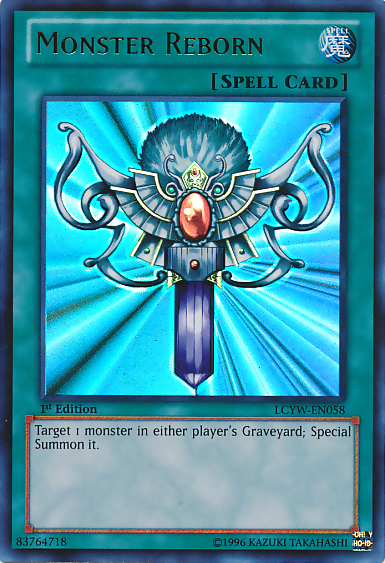 MONSTER REBORN
SPELL
魔
[SPELL CARD]
1st Edition
LCYW-EN058
Target 1 monster in either player's Graveyard; Special
Summon it.
83764718
©1996 KAZUKI TAKAHASHI